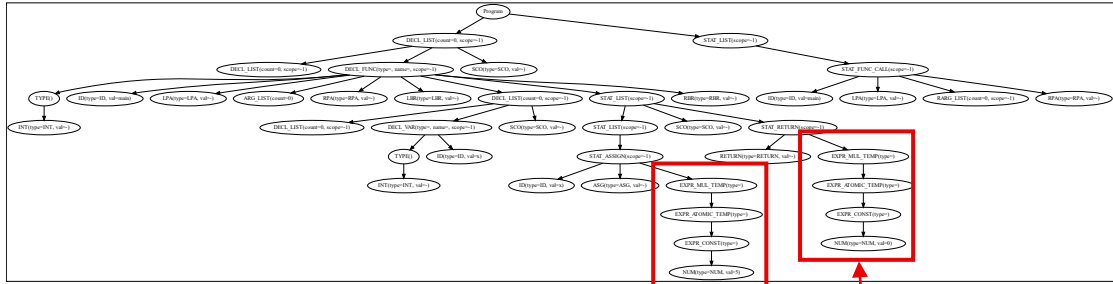 Program
DECL_LIST(count=0, scope=-1) STAT_LIST(scope=-1)
DECL_LIST(count=0, scope=-1) DECL_FUNC(type=, name=, scope=-1) SCO(type=SCO, val=-) STAT_FUNC_CALL(scope=-1)
TYPE() ID(type=ID, val=main) LPA(type=LPA, val=-) ARG_LIST(count=0) RPA(type=RPA, val=-) LBR(type=LBR, val=-) DECL_LIST(count=0, scope=-1) STAT_LIST(scope=-1) RBR(type=RBR, val=-) ID(type=ID, val=main) LPA(type=LPA, val=-) RARG_LIST(count=0, scope=-1) RPA(type=RPA, val=-)
INT(type=INT, val=-) DECL_LIST(count=0, scope=-1) DECL_VAR(type=, name=, scope=-1) SCO(type=SCO, val=-) STAT_LIST(scope=-1) SCO(type=SCO, val=-) STAT_RETURN(scope=-1)
TYPE() ID(type=ID, val=x) STAT_ASSIGN(scope=-1) RETURN(type=RETURN, val=-) EXPR_MUL_TEMP(type=)
INT(type=INT, val=-) ID(type=ID, val=x) ASG(type=ASG, val=-) EXPR_MUL_TEMP(type=) EXPR_ATOMIC_TEMP(type=)
EXPR_ATOMIC_TEMP(type=) EXPR_CONST(type=)
EXPR_CONST(type=) NUM(type=NUM, val=0)
NUM(type=NUM, val=5)